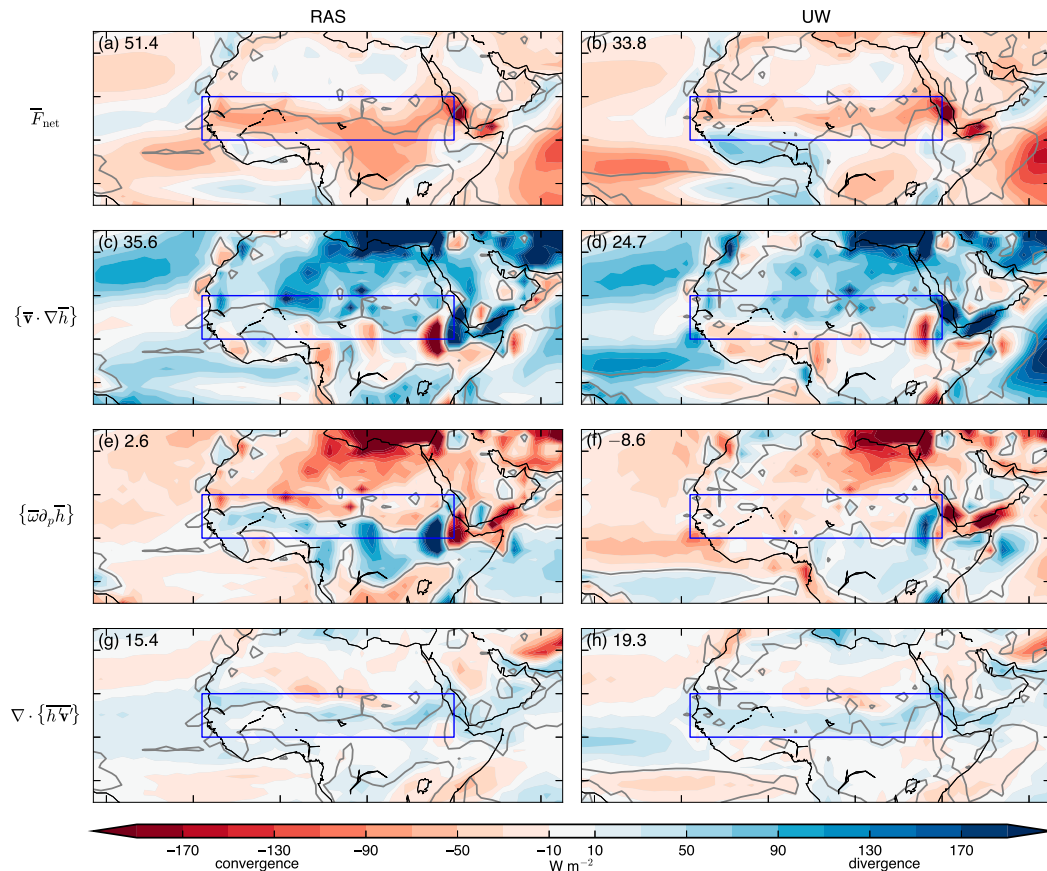 RAS UW
(a) 51.4 (b) 33.8
F̅net
(c) 35.6 (d) 24.7
{v̅ · ∇h̅}
(e) 2.6 (f) −8.6
{ω̅∂ₚh̅}
(g) 15.4 (h) 19.3
∇ · {h′v′}
−170 −130 −90 −50 −10 10 50 90 130 170
convergence W m⁻² divergence